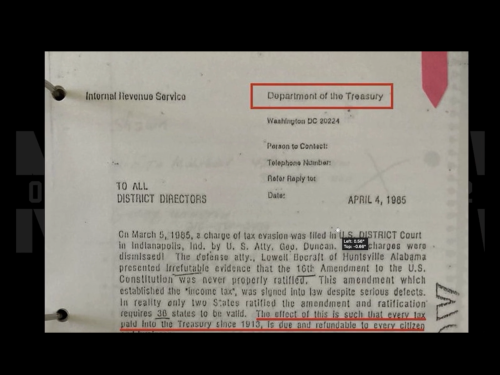 Internal Revenue Service
Department of the Treasury
Washington DC 20224
Person to Contact:
Telephone Number:
Refer Reply to:
Date: APRIL 4, 1985
TO ALL
DISTRICT DIRECTORS
On March 5, 1985, a charge of tax evasion was filed in U.S. DISTRICT Court
in Indianapolis, Ind. by U. S. Atty. Geo. Duncan. charges were
dismissed! The defense atty., Lowell Becraft of Huntsville Alabama
presented irrefutable evidence that the 16th Amendment to the U.S.
Constitution was never properly ratified. This amendment which
established the "income tax", was signed into law despite serious defects.
In reality only two States ratified the amendment and ratification
requires 36 states to be valid. The effect of this is such that every tax
paid into the Treasury since 1913, is due and refundable to every citizen